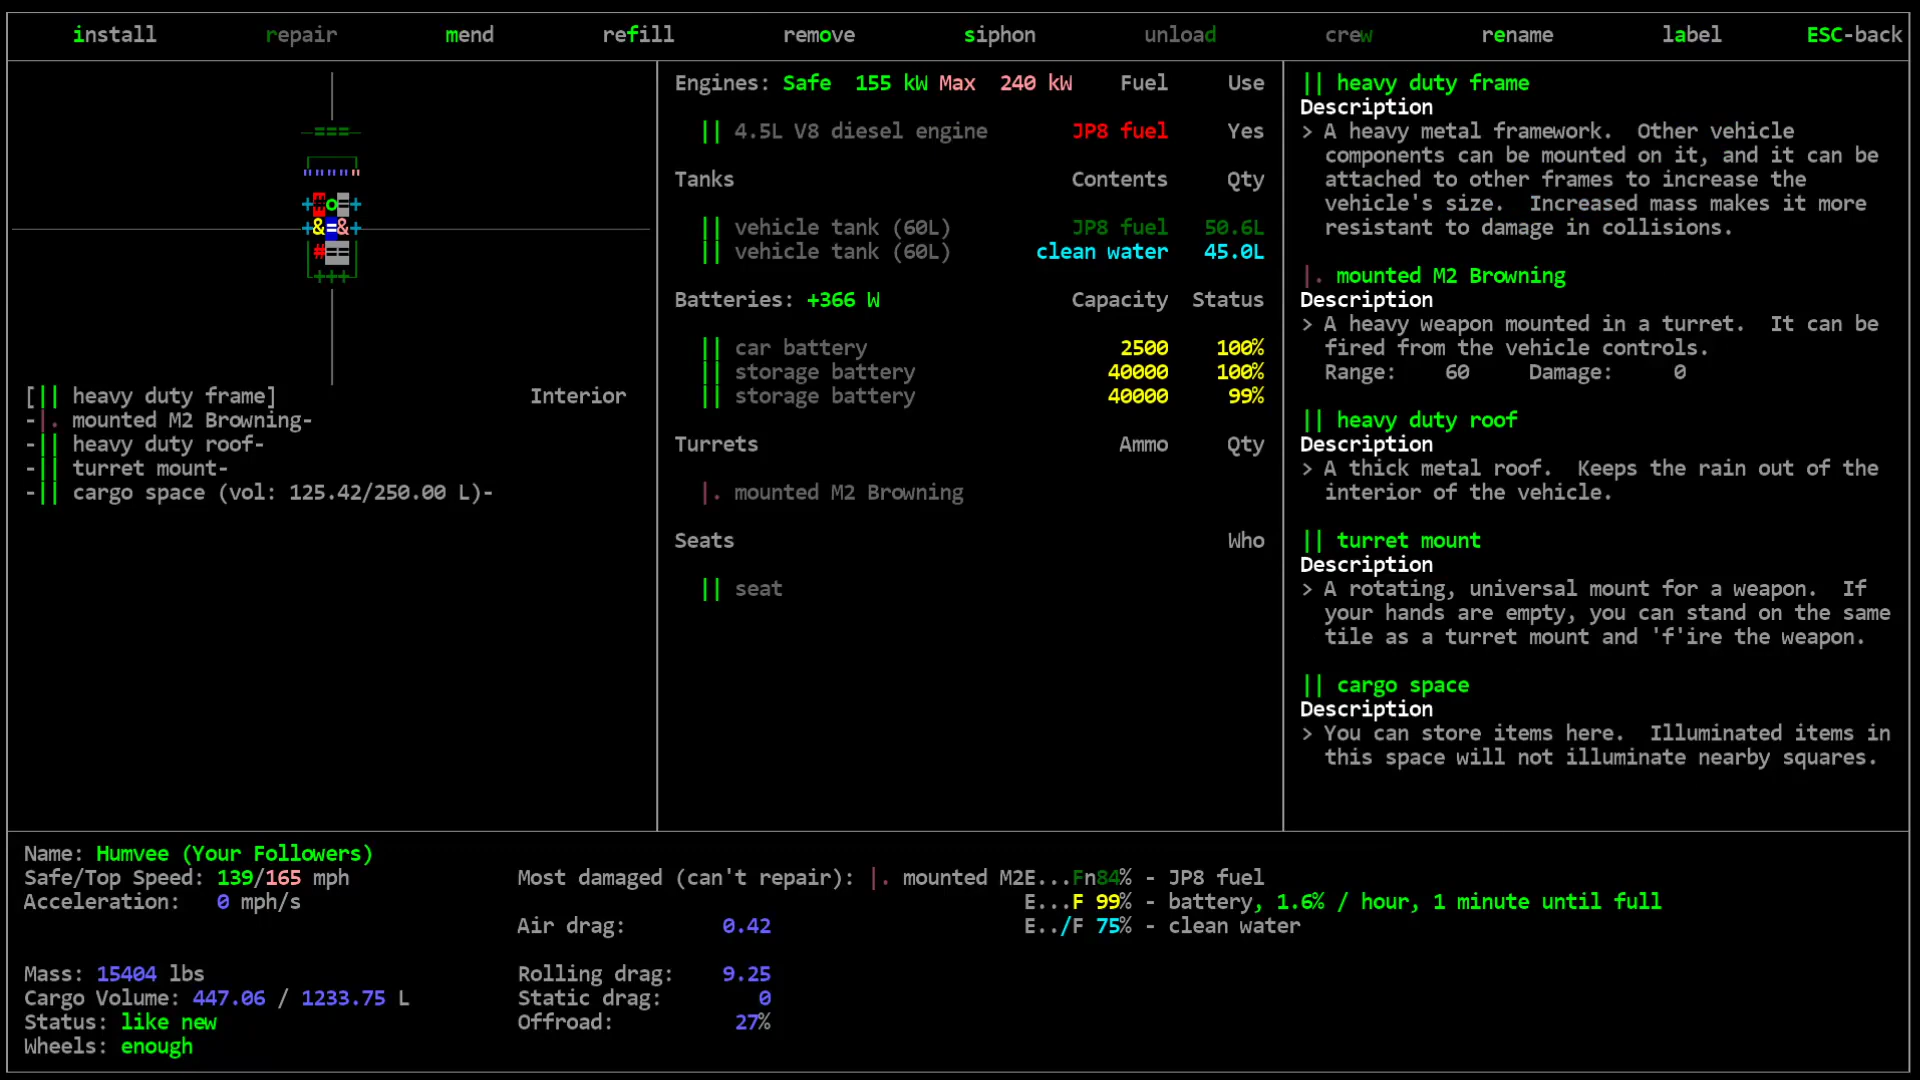 install repair mend refill remove siphon unload crew rename label ESC-back
Engines: Safe 155 kW Max 240 kW Fuel Use
|| 4.5L V8 diesel engine JP8 fuel Yes
Tanks Contents Qty
|| vehicle tank (60L) JP8 fuel 50.6L
|| vehicle tank (60L) clean water 45.0L
Batteries: +366 W Capacity Status
|| car battery 2500 100%
|| storage battery 40000 100%
|| storage battery 40000 99%
Turrets Ammo Qty
|. mounted M2 Browning
Seats Who
|| seat
[|| heavy duty frame] Interior
-|. mounted M2 Browning-
-|| heavy duty roof-
-|| turret mount-
-|| cargo space (vol: 125.42/250.00 L)-
|| heavy duty frame
Description
> A heavy metal framework.  Other vehicle
components can be mounted on it, and it can be
attached to other frames to increase the
vehicle's size.  Increased mass makes it more
resistant to damage in collisions.
|. mounted M2 Browning
Description
> A heavy weapon mounted in a turret.  It can be
fired from the vehicle controls.
Range: 60 Damage: 0
|| heavy duty roof
Description
> A thick metal roof.  Keeps the rain out of the
interior of the vehicle.
|| turret mount
Description
> A rotating, universal mount for a weapon.  If
your hands are empty, you can stand on the same
tile as a turret mount and 'f'ire the weapon.
|| cargo space
Description
> You can store items here.  Illuminated items in
this space will not illuminate nearby squares.
Name: Humvee (Your Followers)
Safe/Top Speed: 139/165 mph
Acceleration: 0 mph/s
Mass: 15404 lbs
Cargo Volume: 447.06 / 1233.75 L
Status: like new
Wheels: enough
Most damaged (can't repair): |. mounted M2E...Fn84% - JP8 fuel
E...F 99% - battery, 1.6% / hour, 1 minute until full
Air drag: 0.42
E../F 75% - clean water
Rolling drag: 9.25
Static drag: 0
Offroad: 27%